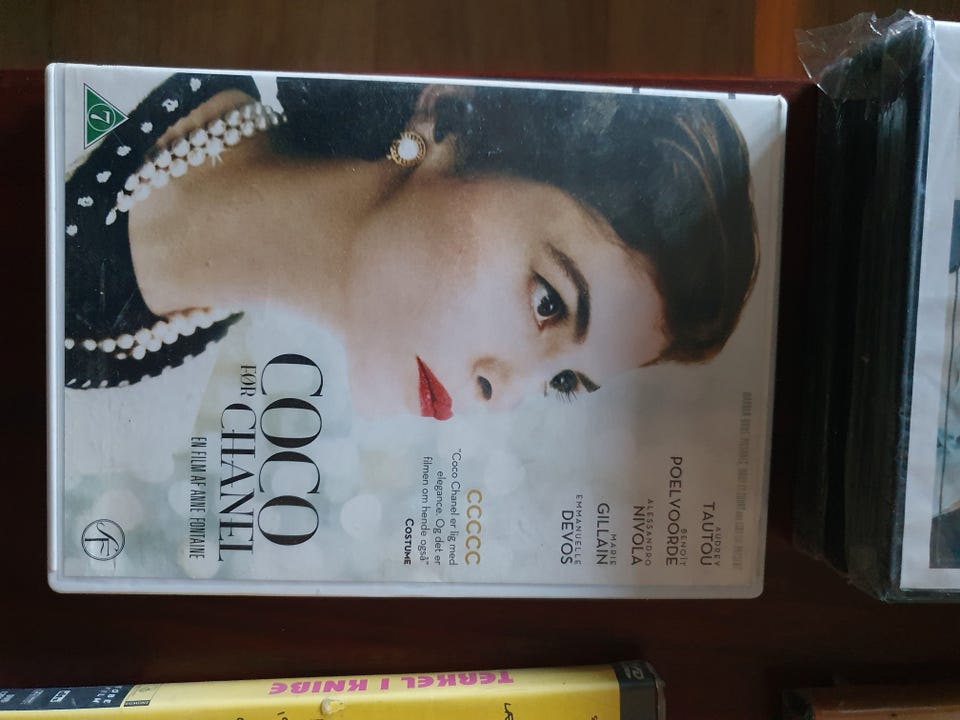 AUDREY
TAUTOU
BENOÎT
POELVOORDE
ALESSANDRO
NIVOLA
MARIE
GILLAIN
EMMANUELLE
DEVOS
CCCCC
"Coco Chanel er lig med
elegance. Og det er
filmen om hende også"
COSTUME
COCO
FØR CHANEL
EN FILM AF ANNE FONTAINE
7
TERKEL I KNIBE